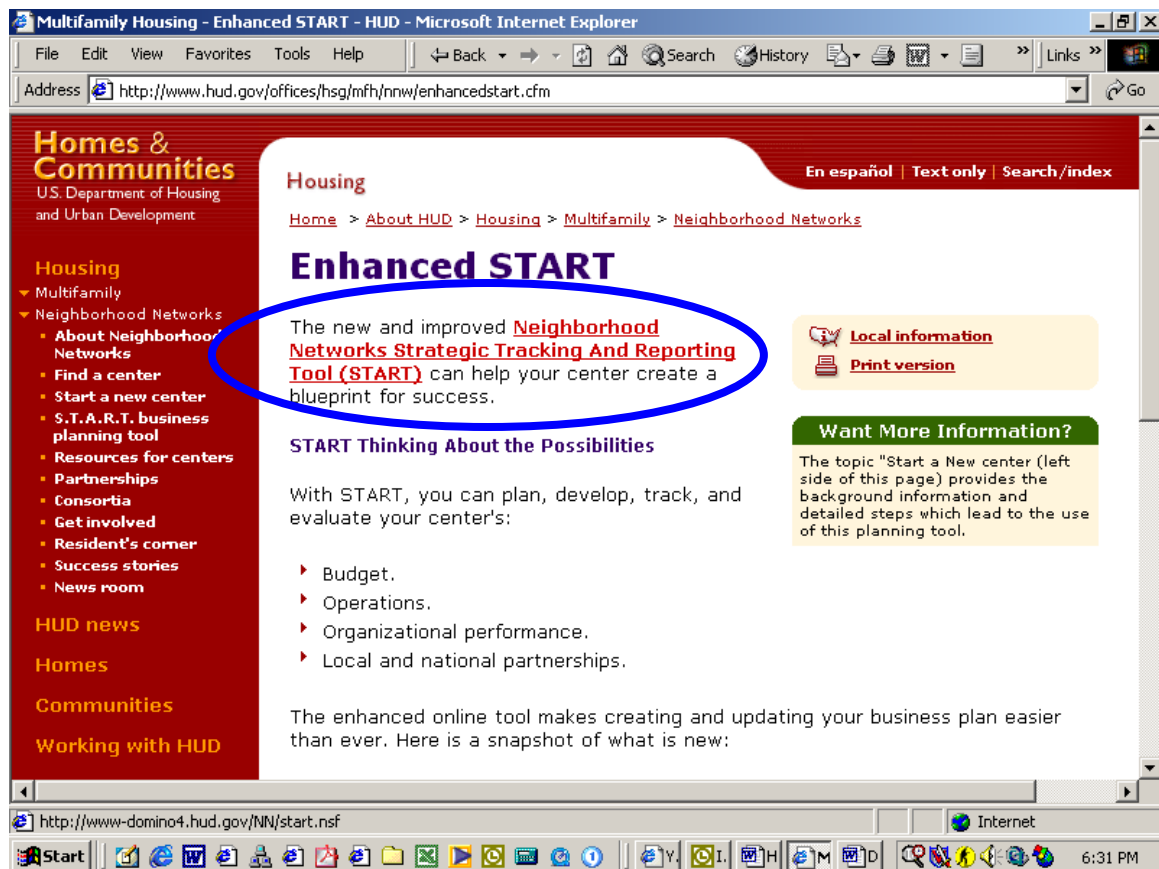 Multifamily Housing - Enhanced START - HUD - Microsoft Internet Explorer
File Edit View Favorites Tools Help Back Search History Links
Address http://www.hud.gov/offices/hsg/mfh/nnw/enhancedstart.cfm Go
Homes &
Communities
U.S. Department of Housing
and Urban Development
Housing
Multifamily
Neighborhood Networks
About Neighborhood
Networks
Find a center
Start a new center
S.T.A.R.T. business
planning tool
Resources for centers
Partnerships
Consortia
Get involved
Resident's corner
Success stories
News room
HUD news
Homes
Communities
Working with HUD
Housing
En español | Text only | Search/index
Home > About HUD > Housing > Multifamily > Neighborhood Networks
Enhanced START
The new and improved Neighborhood
Networks Strategic Tracking And Reporting
Tool (START) can help your center create a
blueprint for success.
START Thinking About the Possibilities
With START, you can plan, develop, track, and
evaluate your center's:
Budget.
Operations.
Organizational performance.
Local and national partnerships.
The enhanced online tool makes creating and updating your business plan easier
than ever. Here is a snapshot of what is new:
Local information
Print version
Want More Information?
The topic "Start a New center (left
side of this page) provides the
background information and
detailed steps which lead to the use
of this planning tool.
http://www-domino4.hud.gov/NN/start.nsf Internet
Start Y. I. H M D 6:31 PM